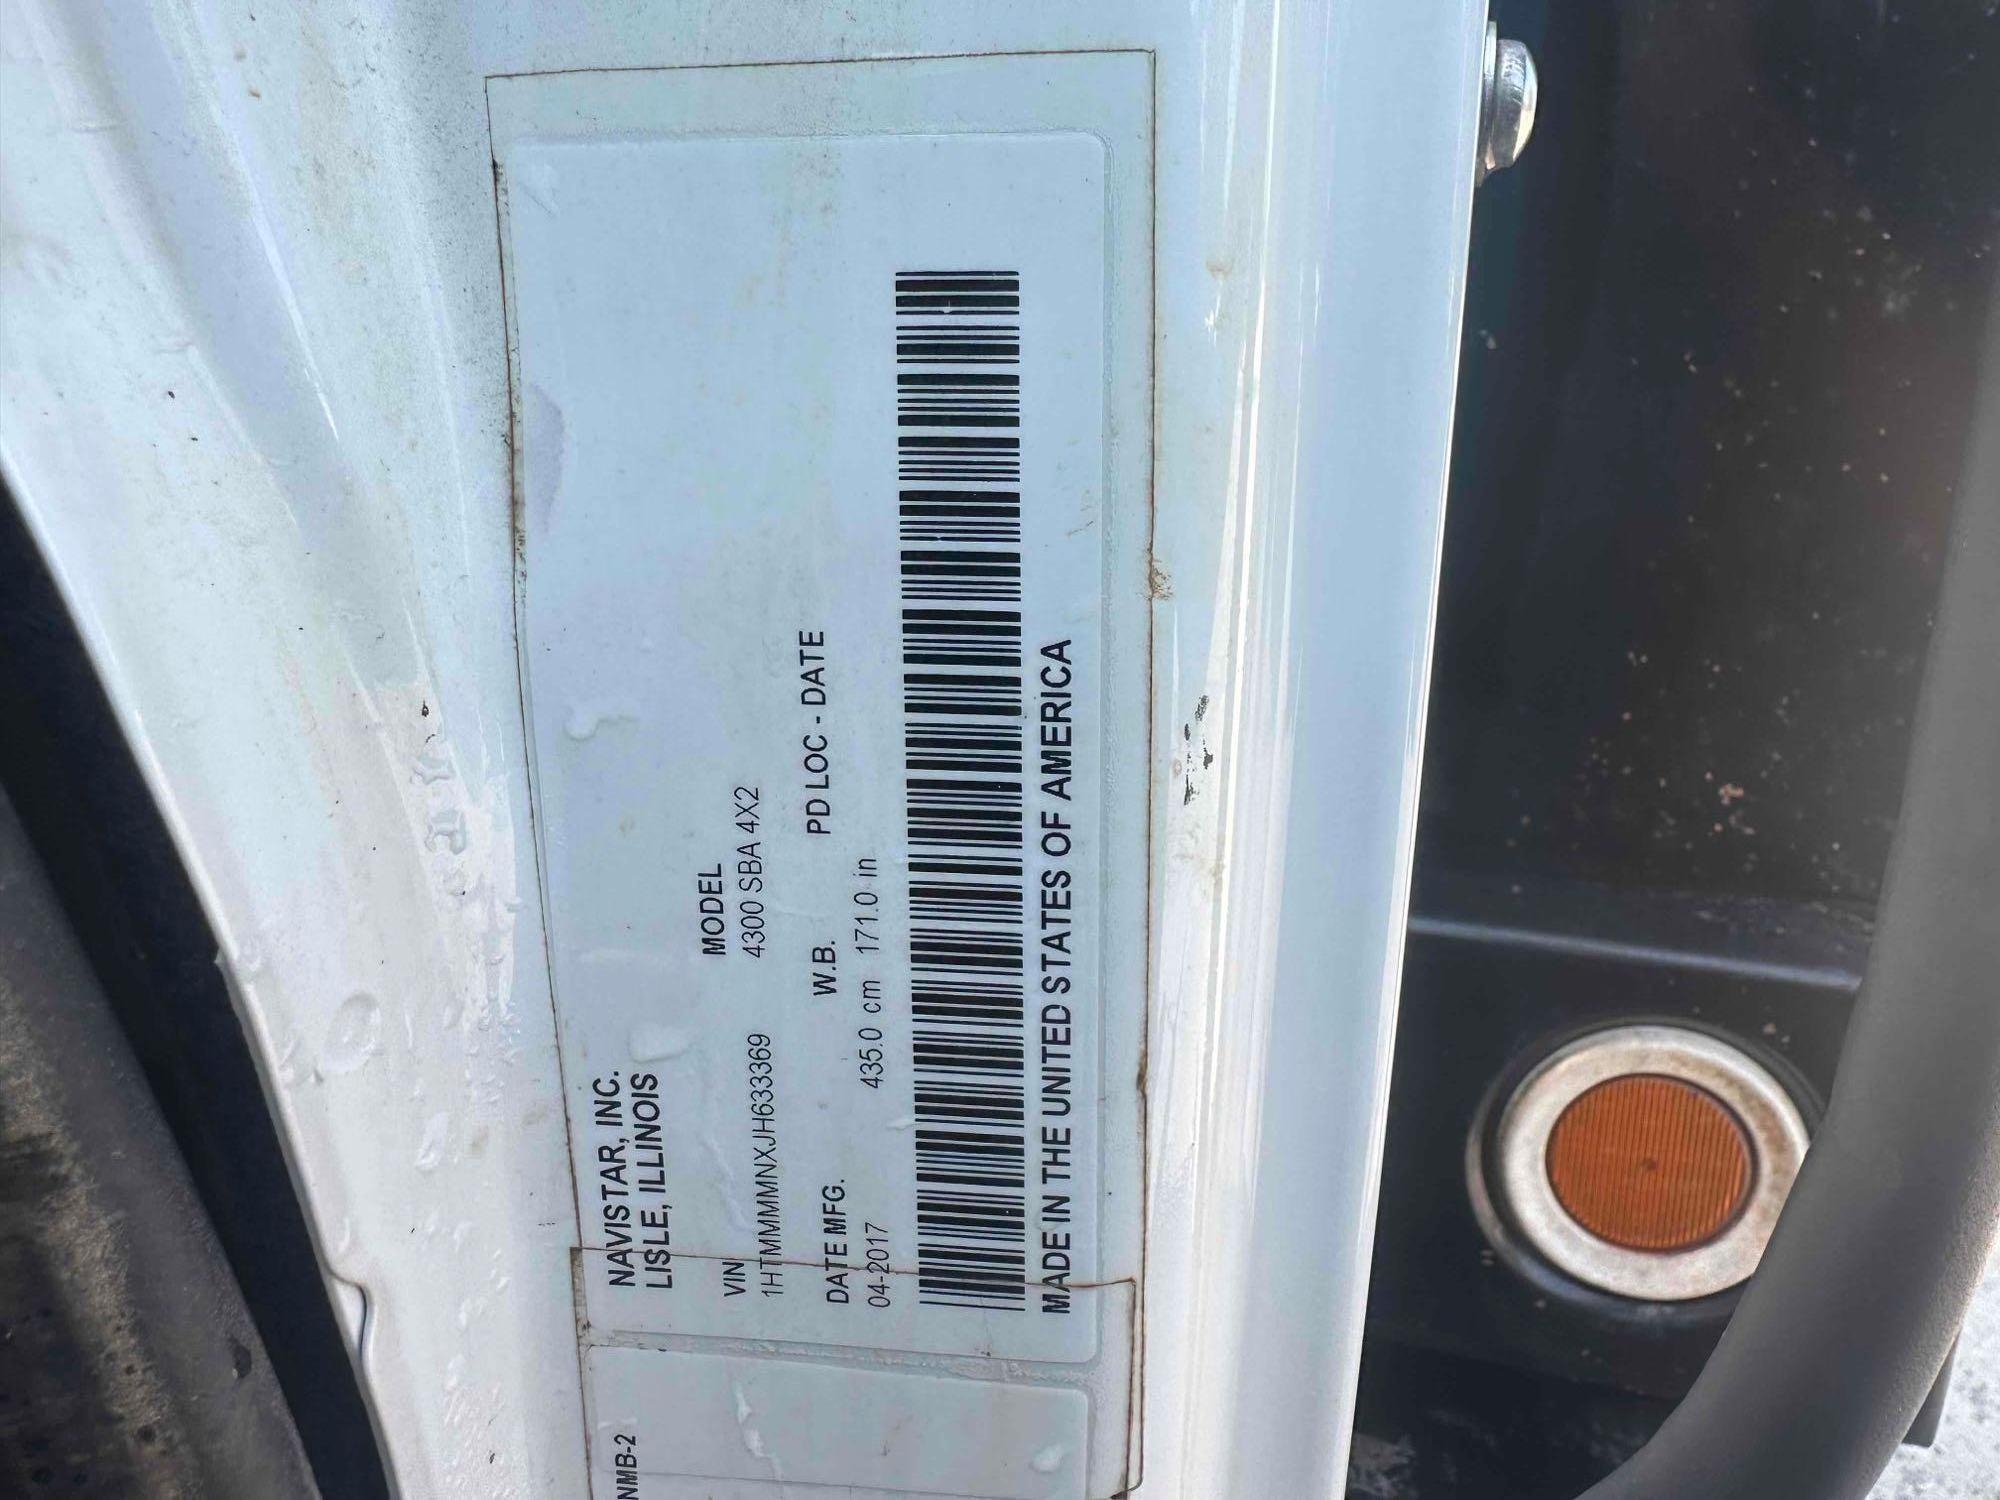 NAVISTAR, INC.
LISLE, ILLINOIS
VIN MODEL
1HTMMMMNXJH633369 4300 SBA 4X2
DATE MFG. W.B. PD LOC - DATE
04-2017 435.0 cm 171.0 in
MADE IN THE UNITED STATES OF AMERICA
NMB-2